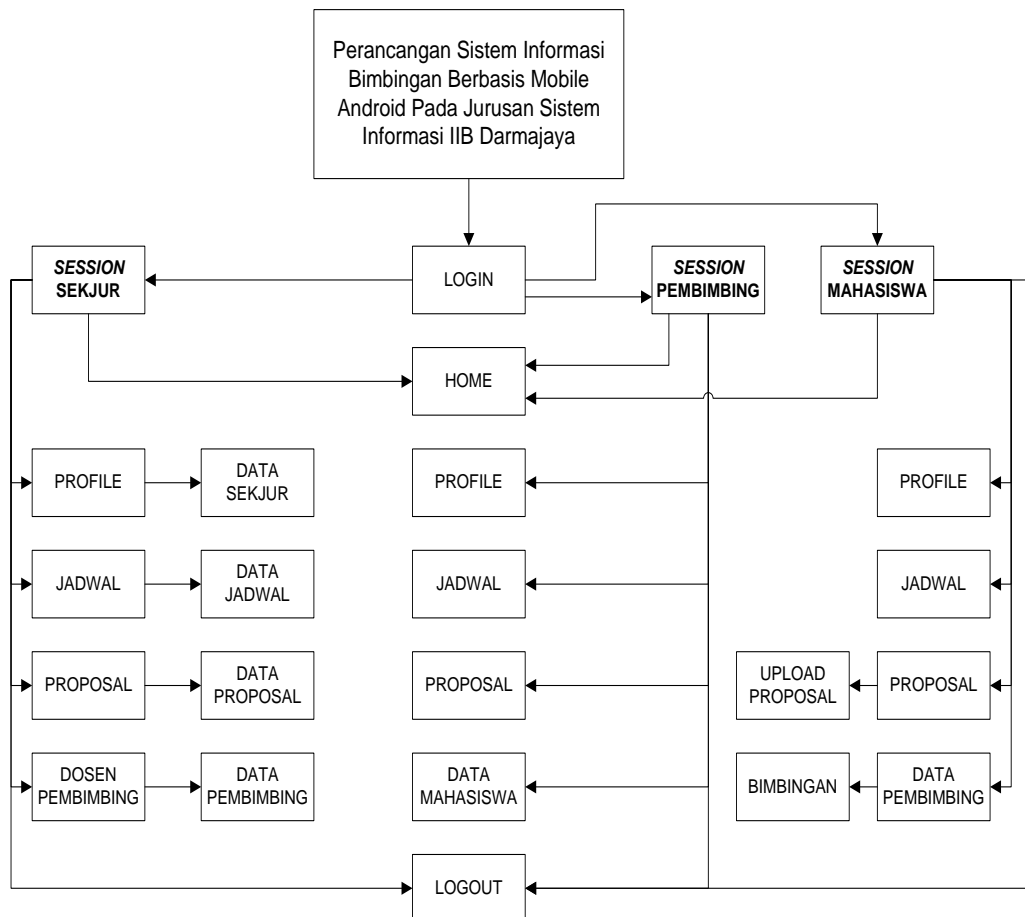 Perancangan Sistem Informasi
Bimbingan Berbasis Mobile
Android Pada Jurusan Sistem
Informasi IIB Darmajaya
SESSION
SEKJUR
LOGIN
SESSION
PEMBIMBING
SESSION
MAHASISWA
HOME
PROFILE
DATA
SEKJUR
PROFILE
PROFILE
JADWAL
DATA
JADWAL
JADWAL
JADWAL
PROPOSAL
DATA
PROPOSAL
PROPOSAL
UPLOAD
PROPOSAL
PROPOSAL
DOSEN
PEMBIMBING
DATA
PEMBIMBING
DATA
MAHASISWA
BIMBINGAN
DATA
PEMBIMBING
LOGOUT